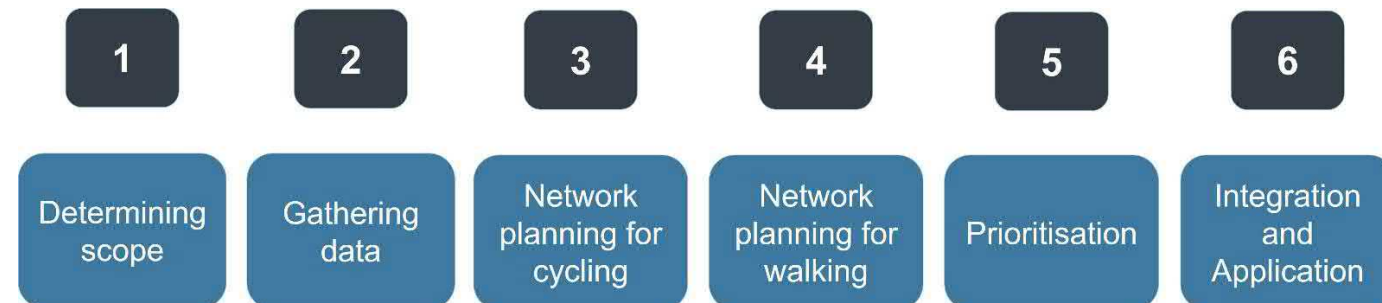 1
2
3
4
5
6
Determining
scope
Gathering
data
Network
planning for
cycling
Network
planning for
walking
Prioritisation
Integration
and
Application